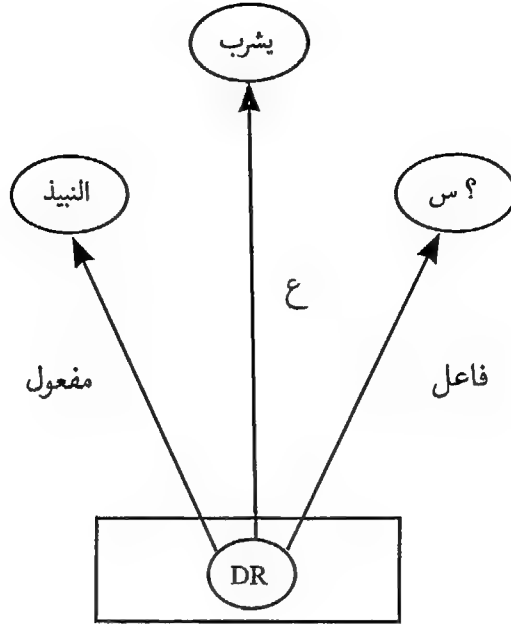 يشرب
؟ س
النبيذ
ع
فاعل
مفعول
DR